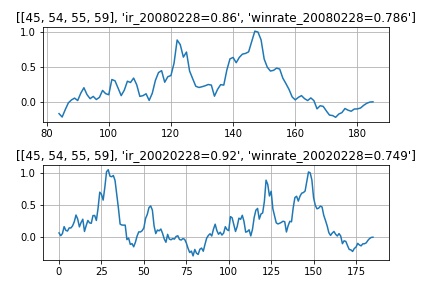 [[45, 54, 55, 59], 'ir_20080228=0.86', 'winrate_20080228=0.786']
1.0
0.5
0.0
80 100 120 140 160 180
[[45, 54, 55, 59], 'ir_20020228=0.92', 'winrate_20020228=0.749']
1.0
0.5
0.0
0 25 50 75 100 125 150 175